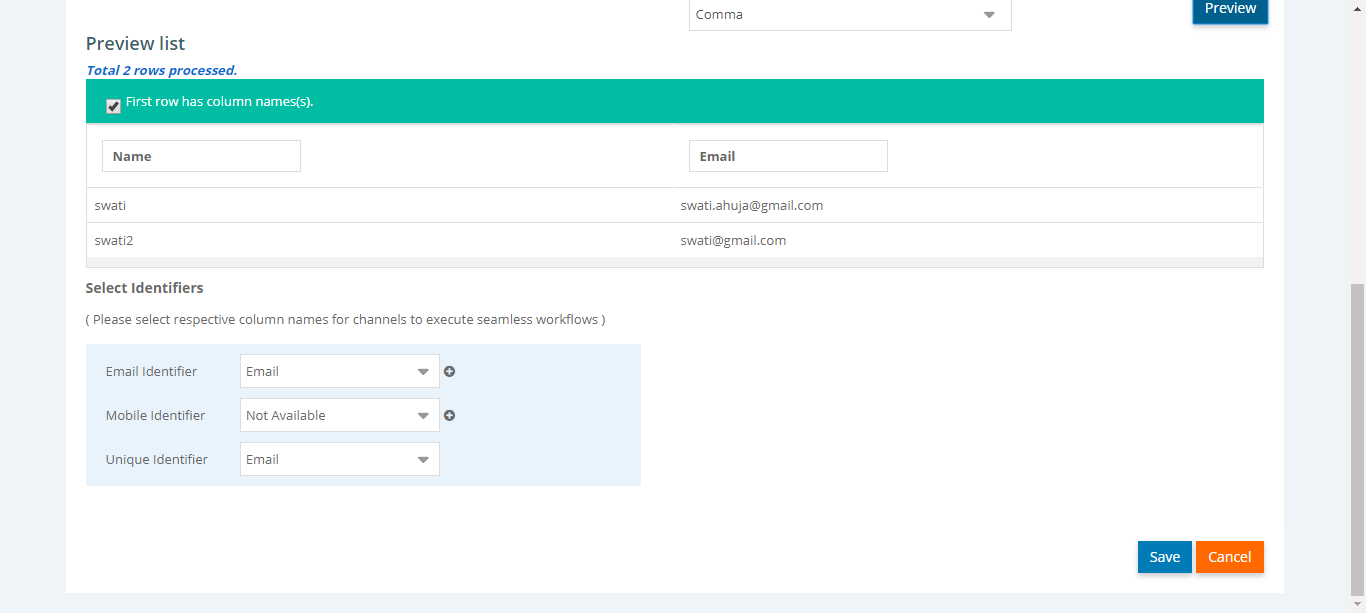 Comma
Preview
Preview list
Total 2 rows processed.
First row has column names(s).
Name Email
swati swati.ahuja@gmail.com
swati2 swati@gmail.com
Select Identifiers
( Please select respective column names for channels to execute seamless workflows )
Email Identifier Email
Mobile Identifier Not Available
Unique Identifier Email
Save Cancel